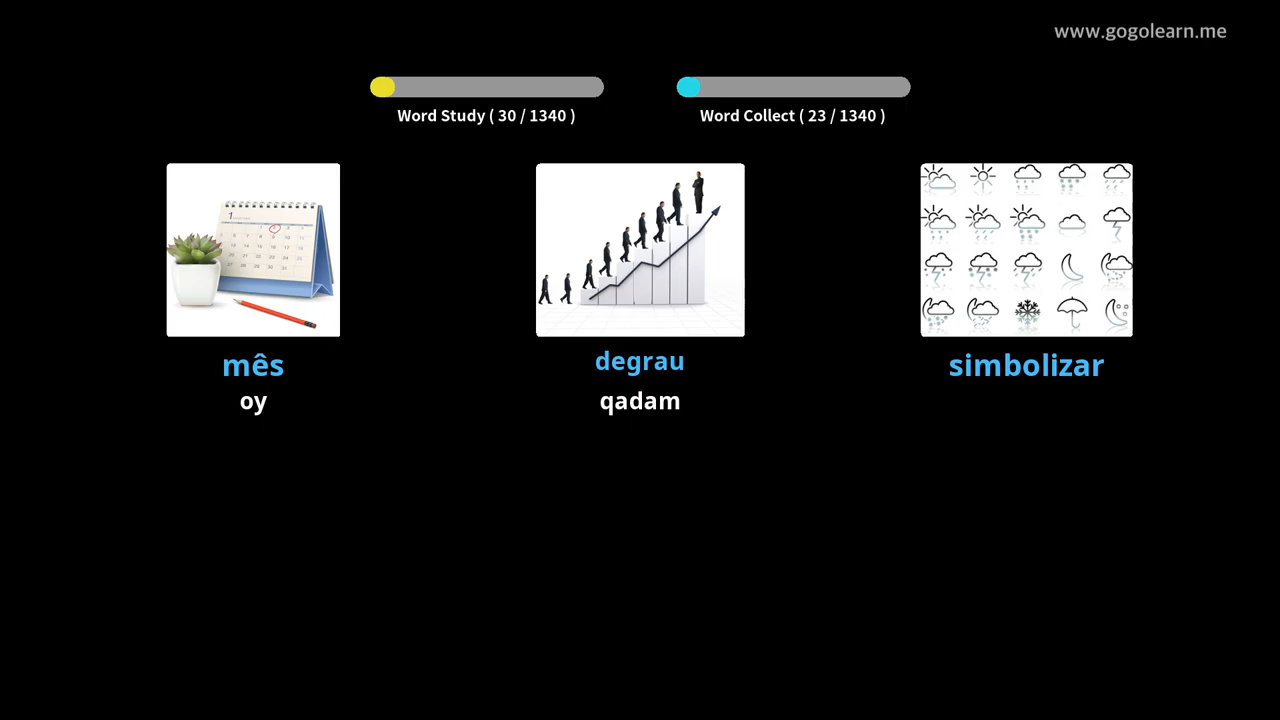 www.gogolearn.me
Word Study ( 30 / 1340 )
Word Collect ( 23 / 1340 )
mês
degrau
simbolizar
oy
qadam